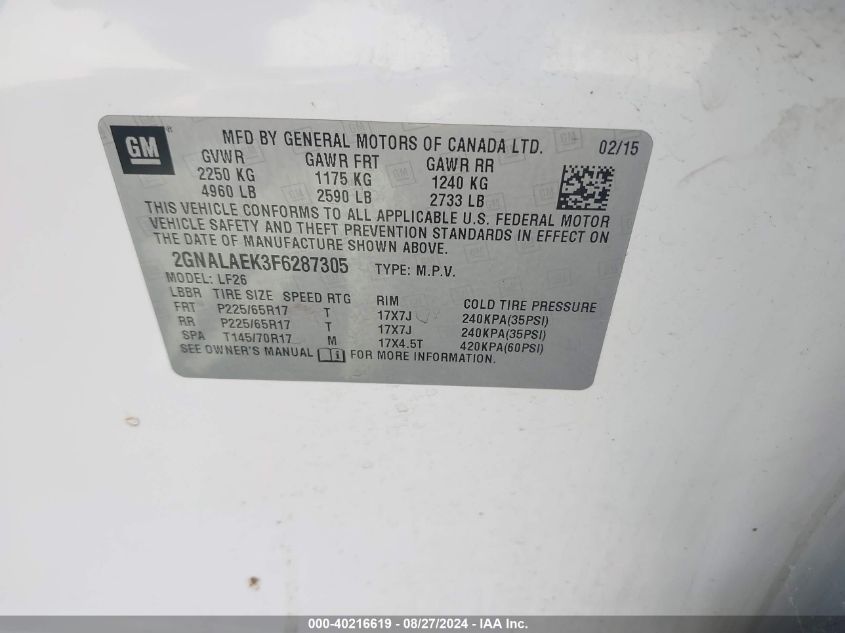 GM
MFD BY GENERAL MOTORS OF CANADA LTD. 02/15
GVWR GAWR FRT GAWR RR
2250 KG 1175 KG 1240 KG
4960 LB 2590 LB 2733 LB
THIS VEHICLE CONFORMS TO ALL APPLICABLE U.S. FEDERAL MOTOR
VEHICLE SAFETY AND THEFT PREVENTION STANDARDS IN EFFECT ON
THE DATE OF MANUFACTURE SHOWN ABOVE.
2GNALAEK3F6287305 TYPE: M.P.V.
MODEL: LF26
LBBR TIRE SIZE SPEED RTG RIM COLD TIRE PRESSURE
FRT P225/65R17 T 17X7J 240KPA(35PSI)
RR P225/65R17 T 17X7J 240KPA(35PSI)
SPA T145/70R17 M 17X4.5T 420KPA(60PSI)
SEE OWNER'S MANUAL FOR MORE INFORMATION.
000-40216619 - 08/27/2024 - IAA Inc.